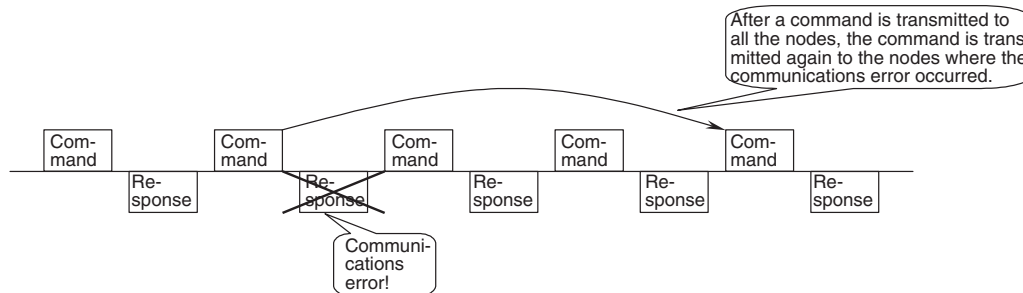 After a command is transmitted to
all the nodes, the command is trans
mitted again to the nodes where the
communications error occurred.
Com-
mand
Com-
mand
Com-
mand
Com-
mand
Com-
mand
Re-
sponse
Re-
sponse
Re-
sponse
Re-
sponse
Re-
sponse
Communi-
cations
error!